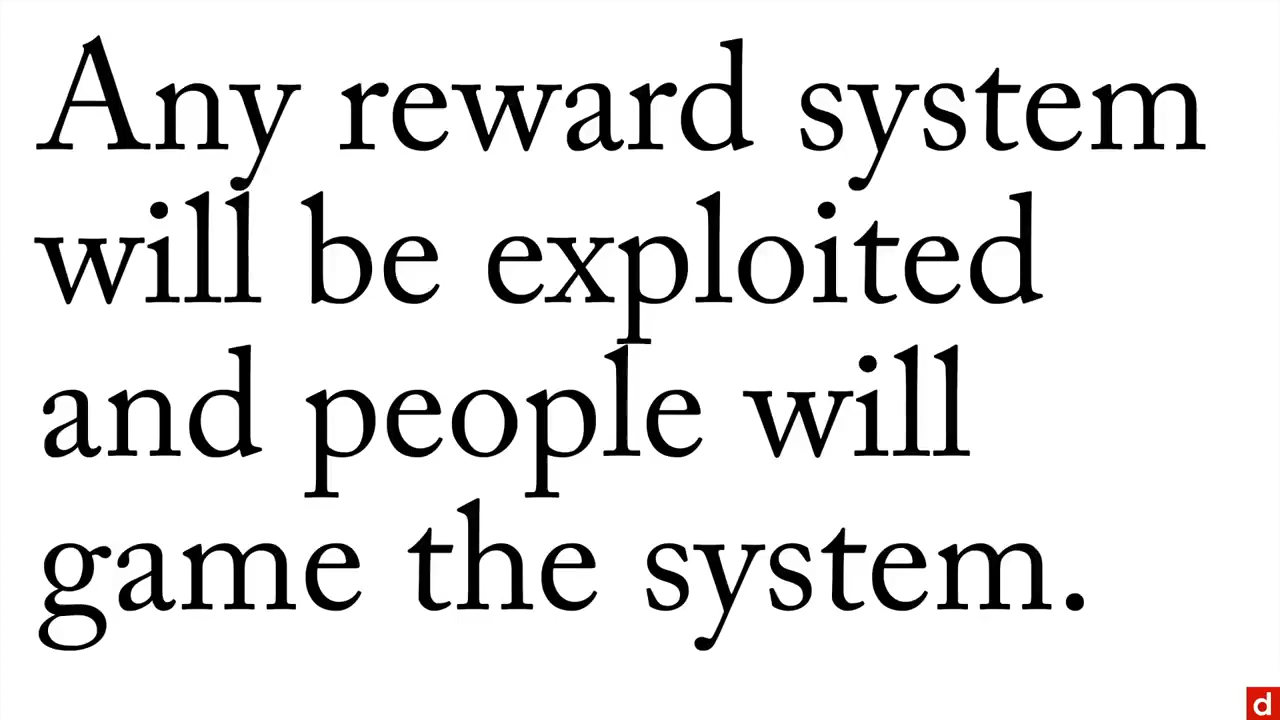 Any reward system
will be exploited
and people will
game the system.
d